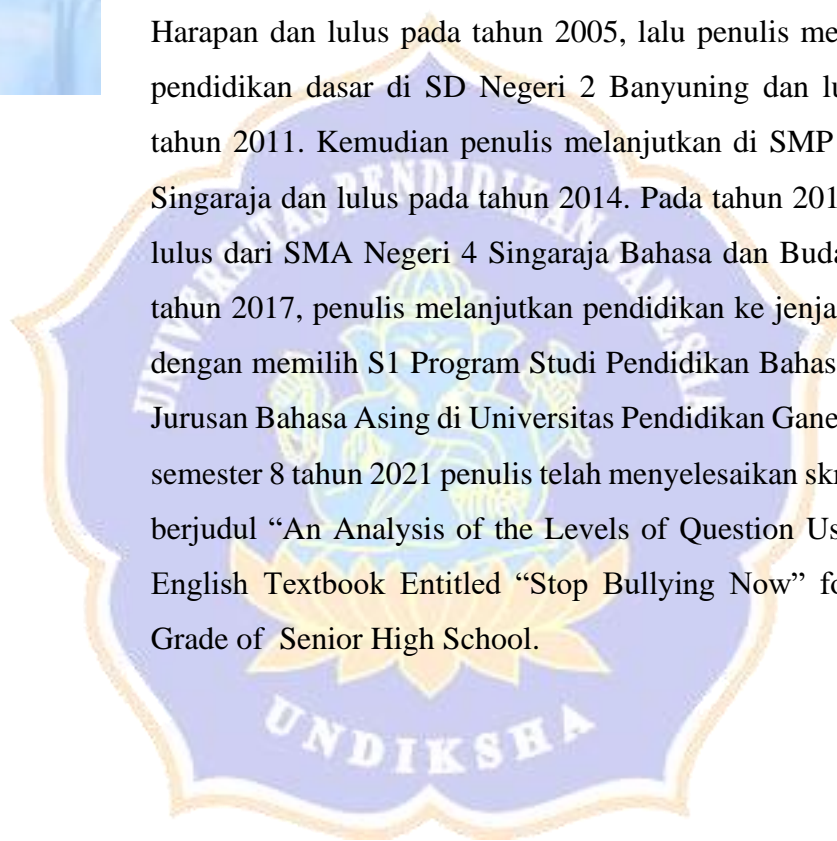 Harapan dan lulus pada tahun 2005, lalu penulis me
pendidikan dasar di SD Negeri 2 Banyuning dan lu
tahun 2011. Kemudian penulis melanjutkan di SMP
Singaraja dan lulus pada tahun 2014. Pada tahun 201
lulus dari SMA Negeri 4 Singaraja Bahasa dan Buda
tahun 2017, penulis melanjutkan pendidikan ke jenja
dengan memilih S1 Program Studi Pendidikan Bahas
Jurusan Bahasa Asing di Universitas Pendidikan Gane
semester 8 tahun 2021 penulis telah menyelesaikan skr
berjudul “An Analysis of the Levels of Question Us
English Textbook Entitled “Stop Bullying Now” fo
Grade of Senior High School.
UNIVERSITAS PENDIDIKAN GANESHA
UNDIKSHA